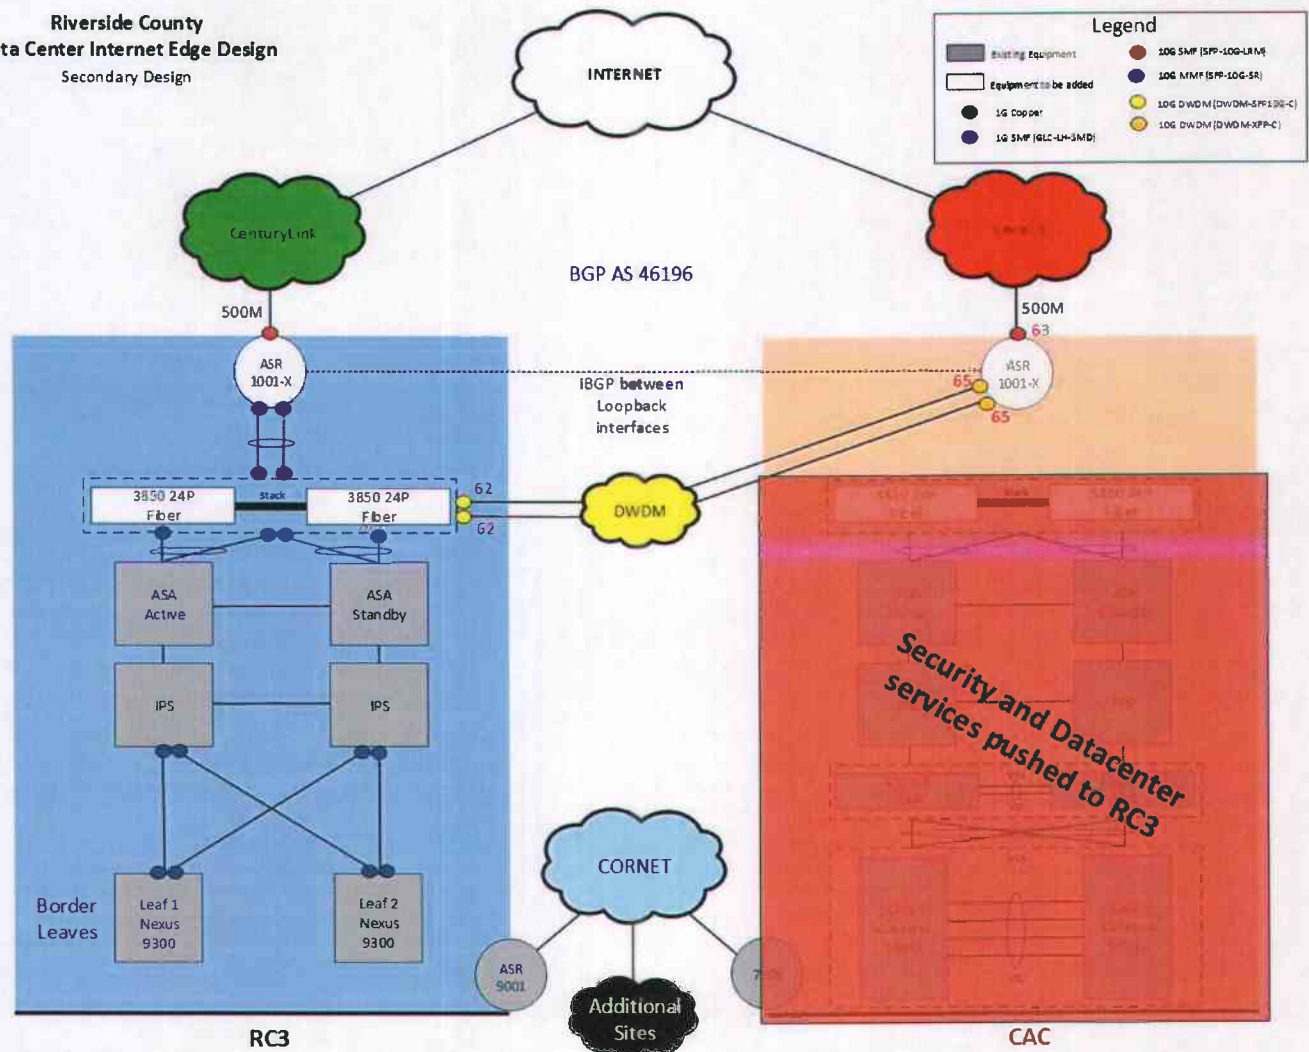 Riverside County
ta Center Internet Edge Design
Secondary Design
INTERNET
Legend
Existing Equipment
Equipment to be added
1G Copper
1G SMF (GLC-LH-SMD)
10G SMF (SFP-10G-LRM)
10G MMF (SFP-10G-SR)
10G DWDM (DWDM-SFP10G-C)
10G DWDM (DWDM-XFP-C)
CenturyLink
BGP AS 46196
500M
500M
63
ASR
1001-X
IBGP between
Loopback
interfaces
65
65
ASR
1001-X
3850 24P
Fiber
Stack
3850 24P
Fiber
62
62
DWDM
ASA
Active
ASA
Standby
IPS
IPS
Security and Datacenter
services pushed to RC3
Border
Leaves
Leaf 1
Nexus
9300
Leaf 2
Nexus
9300
CORNET
ASR
9001
Additional
Sites
RC3
CAC